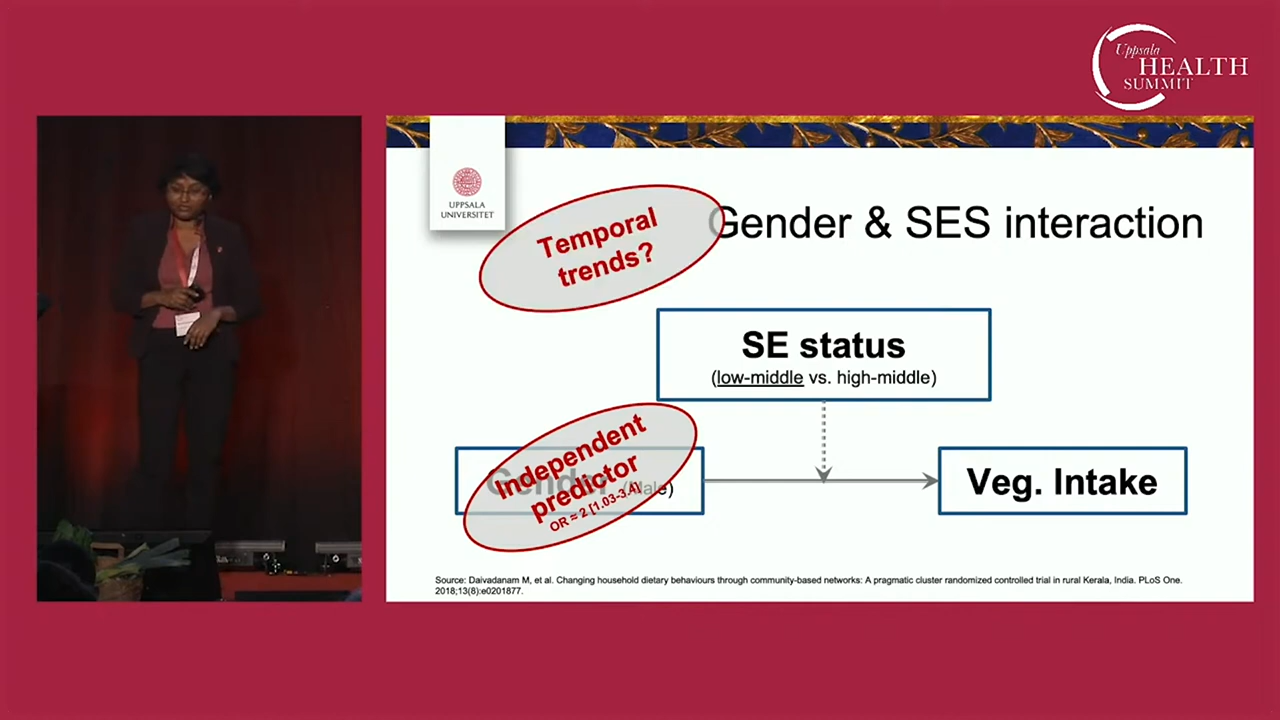 Uppsala
HEALTH
SUMMIT
UPPSALA
UNIVERSITET
Temporal
trends?
Gender & SES interaction
SE status
(low-middle vs. high-middle)
Independent
predictor
OR ≈ 2 [1.03-3.4]
Gender (Male)
Veg. Intake
Source: Daivadanam M, et al. Changing household dietary behaviours through community-based networks: A pragmatic cluster randomized controlled trial in rural Kerala, India. PLoS One.
2018;13(8):e0201877.